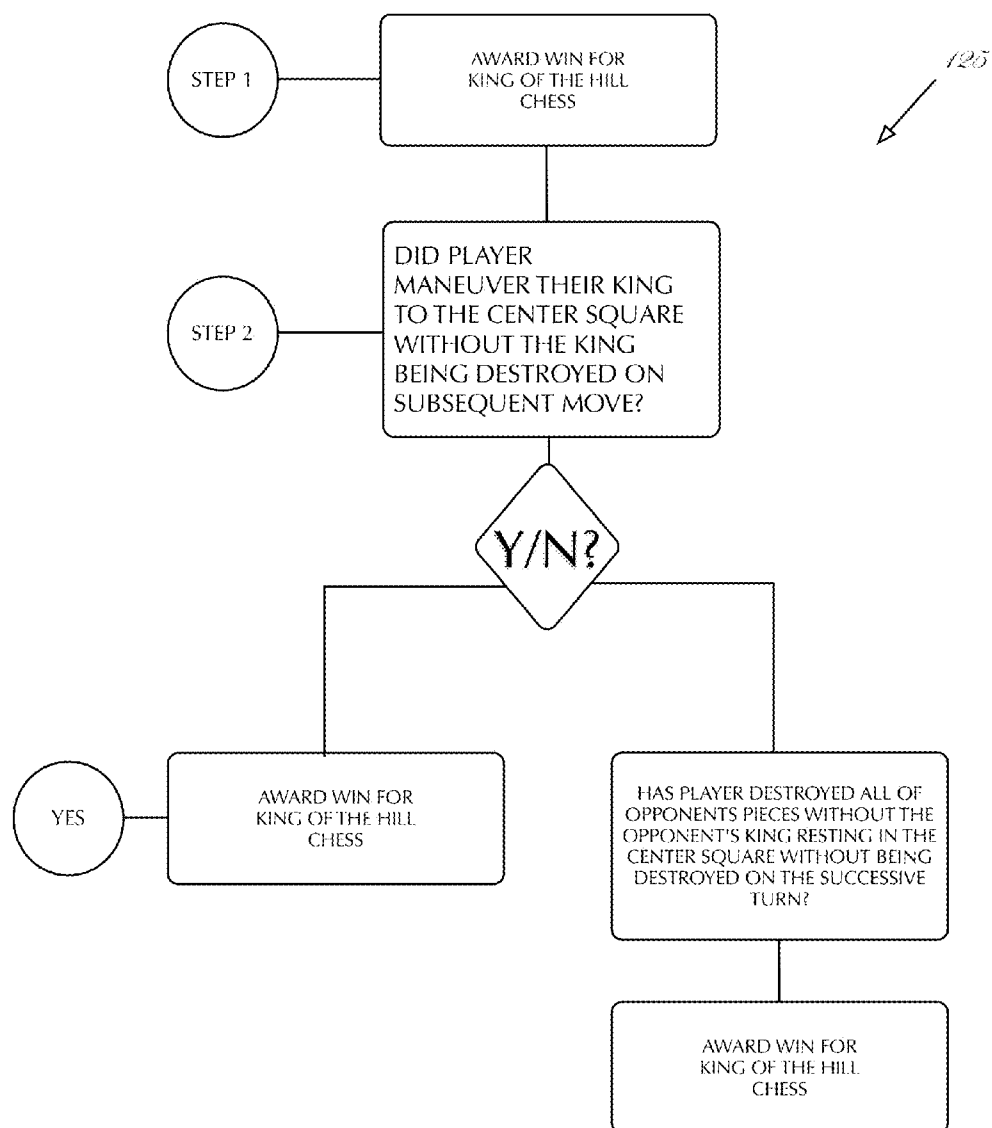 STEP 1
AWARD WIN FOR
KING OF THE HILL
CHESS
125
STEP 2
DID PLAYER
MANEUVER THEIR KING
TO THE CENTER SQUARE
WITHOUT THE KING
BEING DESTROYED ON
SUBSEQUENT MOVE?
Y/N?
YES
AWARD WIN FOR
KING OF THE HILL
CHESS
HAS PLAYER DESTROYED ALL OF
OPPONENTS PIECES WITHOUT THE
OPPONENT'S KING RESTING IN THE
CENTER SQUARE WITHOUT BEING
DESTROYED ON THE SUCCESSIVE
TURN?
AWARD WIN FOR
KING OF THE HILL
CHESS